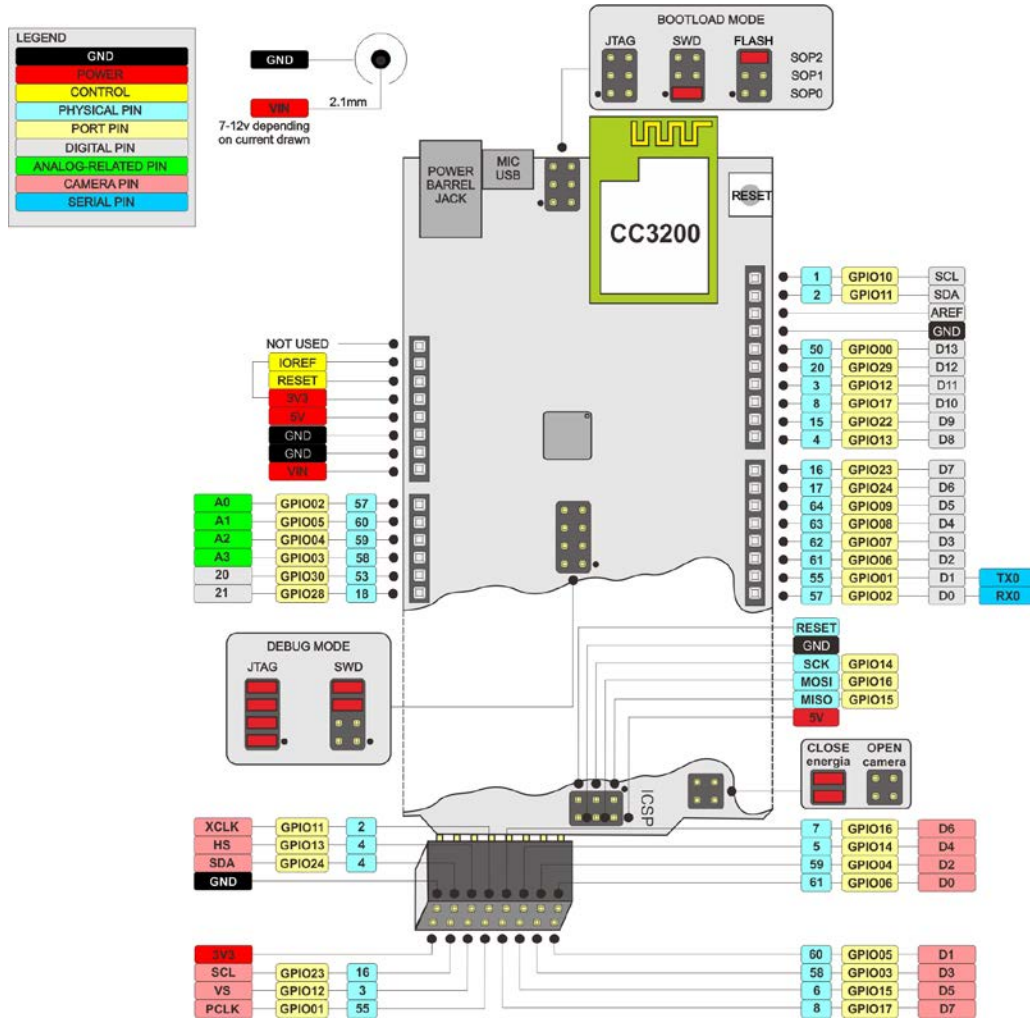 LEGEND
GND
POWER
CONTROL
PHYSICAL PIN
PORT PIN
DIGITAL PIN
ANALOG-RELATED PIN
CAMERA PIN
SERIAL PIN
GND
VIN
2.1mm
7-12v depending
on current drawn
BOOTLOAD MODE
JTAG SWD FLASH
SOP2
SOP1
SOP0
POWER
BARREL
JACK
MIC
USB
CC3200
RESET
1 GPIO10 SCL
2 GPIO11 SDA
AREF
GND
50 GPIO00 D13
20 GPIO29 D12
3 GPIO12 D11
8 GPIO17 D10
15 GPIO22 D9
4 GPIO13 D8
NOT USED
IOREF
RESET
3V3
5V
GND
GND
VIN
16 GPIO23 D7
17 GPIO24 D6
64 GPIO09 D5
63 GPIO08 D4
62 GPIO07 D3
61 GPIO06 D2
55 GPIO01 D1 TX0
57 GPIO02 D0 RX0
A0 GPIO02 57
A1 GPIO05 60
A2 GPIO04 59
A3 GPIO03 58
20 GPIO30 53
21 GPIO28 18
RESET
GND
SCK GPIO14
MOSI GPIO16
MISO GPIO15
5V
DEBUG MODE
JTAG SWD
CLOSE OPEN
energia camera
ICSP
XCLK GPIO11 2
HS GPIO13 4
SDA GPIO24 4
GND
7 GPIO16 D6
5 GPIO14 D4
59 GPIO04 D2
61 GPIO06 D0
3V3
SCL GPIO23 16
VS GPIO12 3
PCLK GPIO01 55
60 GPIO05 D1
58 GPIO03 D3
6 GPIO15 D5
8 GPIO17 D7